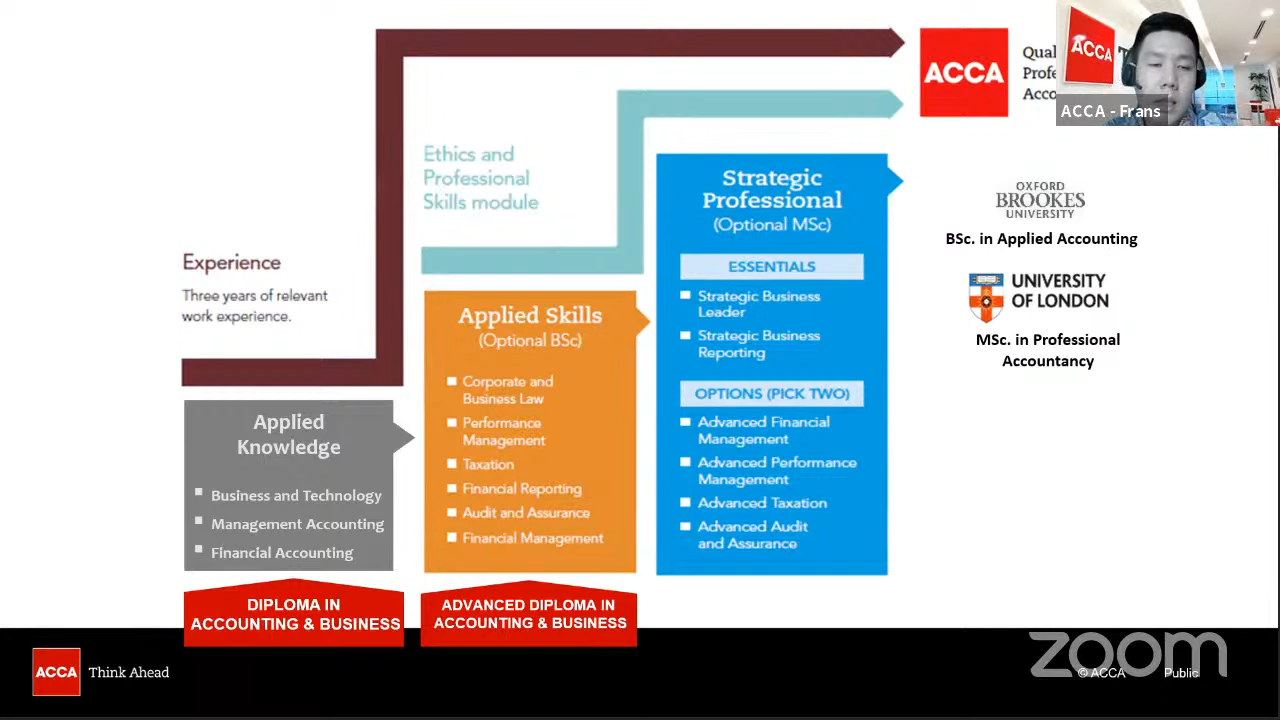 ACCA
Qual
Profe
Acco
ACCA
ACCA - Frans
Ethics and
Professional
Skills module
Experience
Three years of relevant
work experience.
Strategic
Professional
(Optional MSc)
ESSENTIALS
Strategic Business
Leader
Strategic Business
Reporting
OPTIONS (PICK TWO)
Advanced Financial
Management
Advanced Performance
Management
Advanced Taxation
Advanced Audit
and Assurance
Applied Skills
(Optional BSc)
Corporate and
Business Law
Performance
Management
Taxation
Financial Reporting
Audit and Assurance
Financial Management
Applied
Knowledge
Business and Technology
Management Accounting
Financial Accounting
OXFORD
BROOKES
UNIVERSITY
BSc. in Applied Accounting
UNIVERSITY
OF LONDON
MSc. in Professional
Accountancy
DIPLOMA IN
ACCOUNTING & BUSINESS
ADVANCED DIPLOMA IN
ACCOUNTING & BUSINESS
ACCA Think Ahead
zoom
© ACCA Public